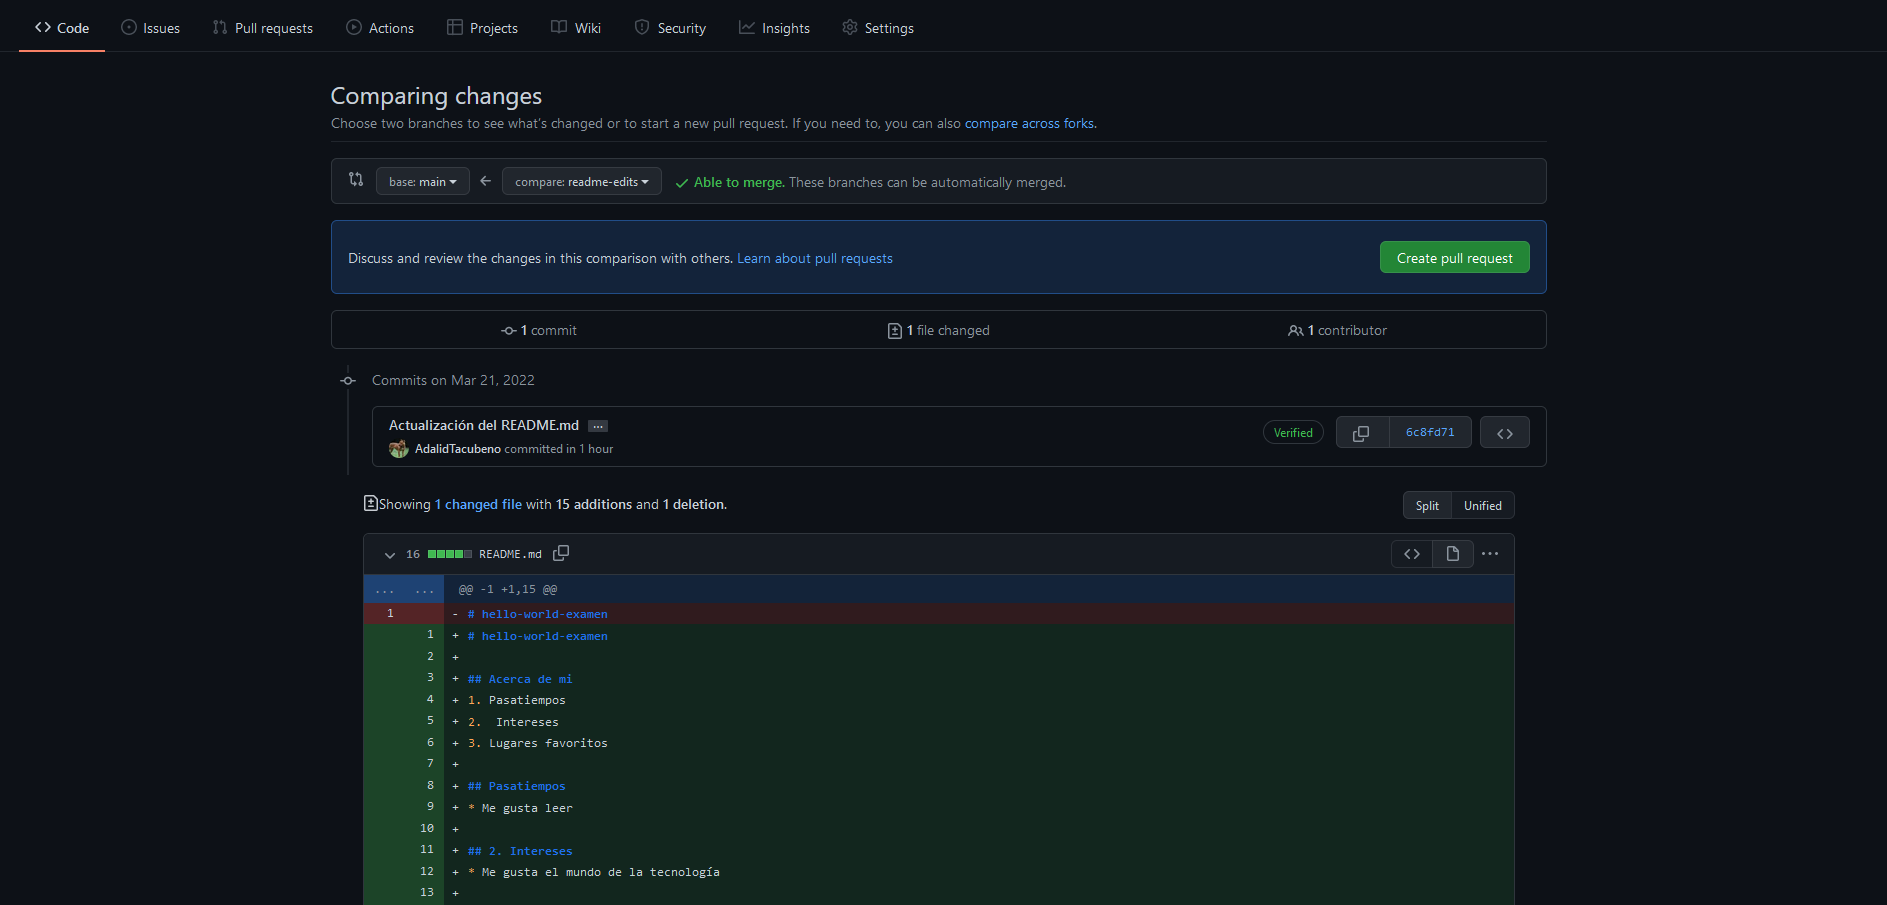 Code Issues Pull requests Actions Projects Wiki Security Insights Settings
Comparing changes
Choose two branches to see what's changed or to start a new pull request. If you need to, you can also compare across forks.
base: main compare: readme-edits Able to merge. These branches can be automatically merged.
Discuss and review the changes in this comparison with others. Learn about pull requests Create pull request
1 commit 1 file changed 1 contributor
Commits on Mar 21, 2022
Actualización del README.md ...
Verified 6c8fd71
AdalidTacubeno committed in 1 hour
Showing 1 changed file with 15 additions and 1 deletion. Split Unified
16 README.md
... ... @@ -1 +1,15 @@
1 - # hello-world-examen
1 + # hello-world-examen
2 +
3 + ## Acerca de mi
4 + 1. Pasatiempos
5 + 2.  Intereses
6 + 3. Lugares favoritos
7 +
8 + ## Pasatiempos
9 + * Me gusta leer
10 +
11 + ## 2. Intereses
12 + * Me gusta el mundo de la tecnología
13 +